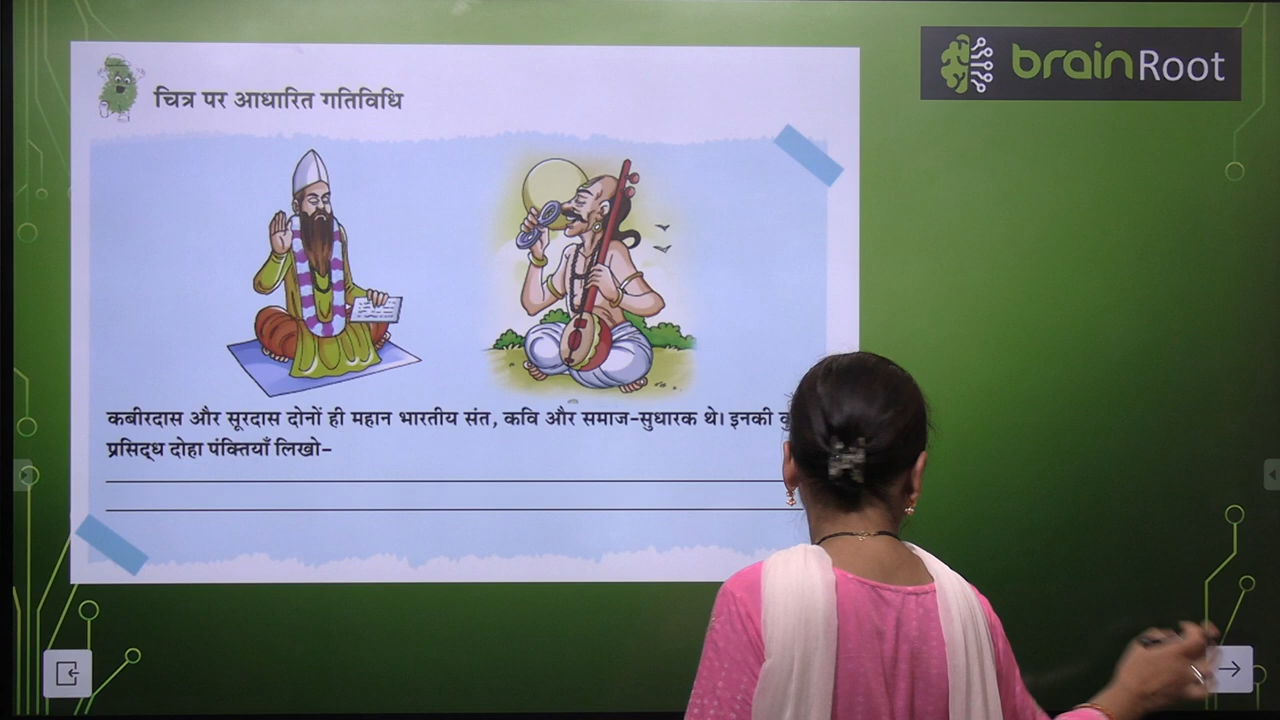 brainRoot
चित्र पर आधारित गतिविधि
कबीरदास और सूरदास दोनों ही महान भारतीय संत, कवि और समाज-सुधारक थे। इनकी
प्रसिद्ध दोहा पंक्तियाँ लिखो–